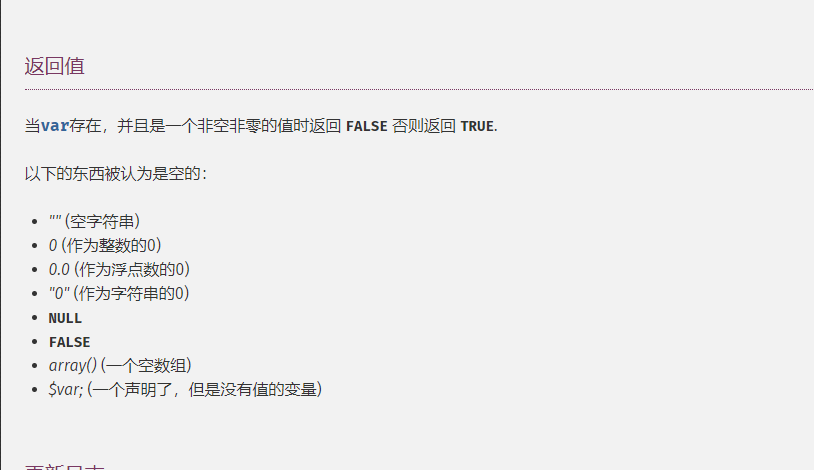 返回值
当var存在，并且是一个非空非零的值时返回 FALSE 否则返回 TRUE.
以下的东西被认为是空的：
"" (空字符串)
0 (作为整数的0)
0.0 (作为浮点数的0)
"0" (作为字符串的0)
NULL
FALSE
array() (一个空数组)
$var; (一个声明了，但是没有值的变量)